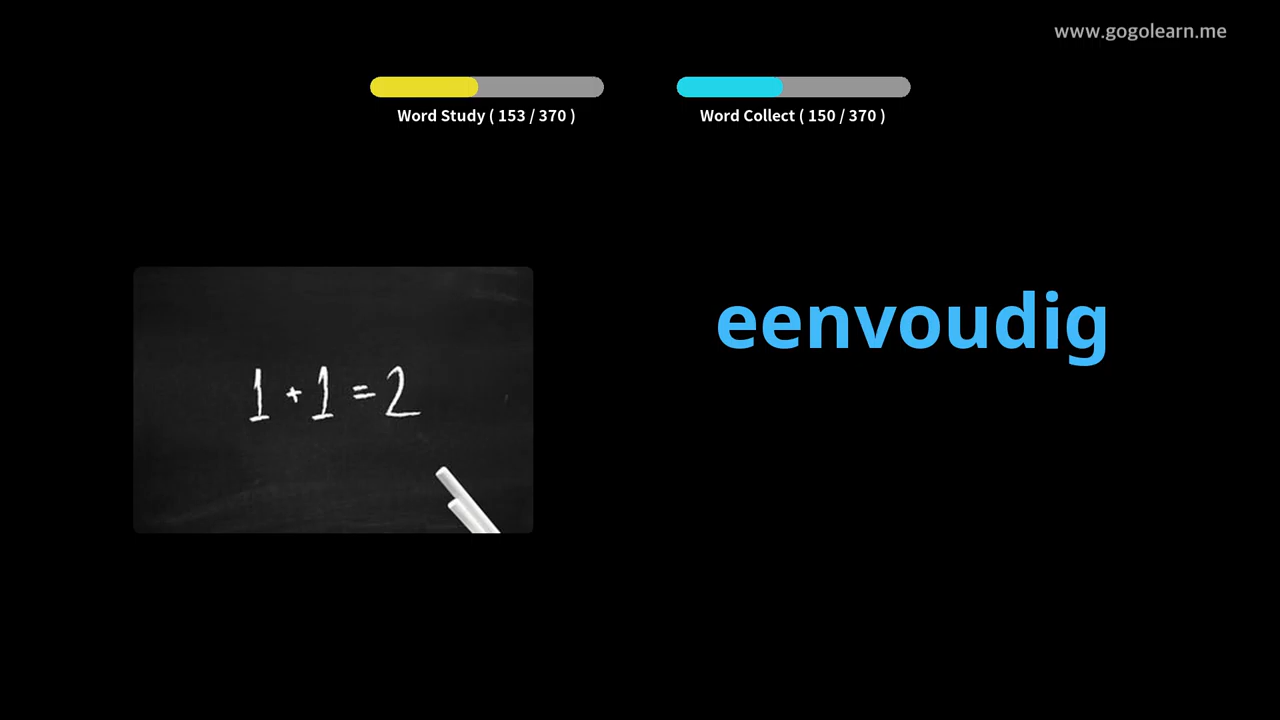 www.gogolearn.me
Word Study ( 153 / 370 )
Word Collect ( 150 / 370 )
eenvoudig
1 + 1 = 2